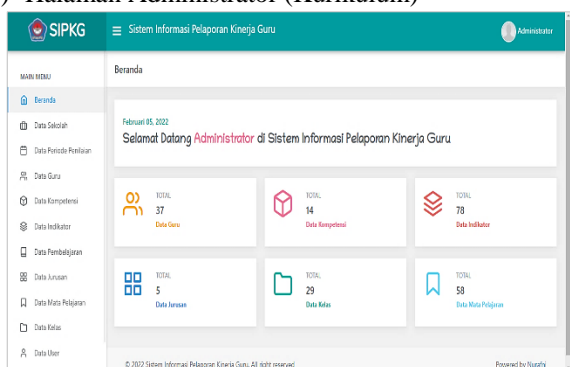 Halaman Administrator (Kurikulum)
SIPKG
Sistem Informasi Pelaporan Kinerja Guru
Administrator
MAIN MENU
Beranda
Data Sekolah
Data Periode Penilaian
Data Guru
Data Kompetensi
Data Indikator
Data Pembelajaran
Data Jurusan
Data Mata Pelajaran
Data Kelas
Data User
Beranda
Februari 05, 2022
Selamat Datang Administrator di Sistem Informasi Pelaporan Kinerja Guru
TOTAL
37
Data Guru
TOTAL
14
Data Kompetensi
TOTAL
78
Data Indikator
TOTAL
5
Data Jurusan
TOTAL
29
Data Kelas
TOTAL
58
Data Mata Pelajaran
© 2022 Sistem Informasi Pelaporan Kinerja Guru. All right reserved.
Powered by Nurafni